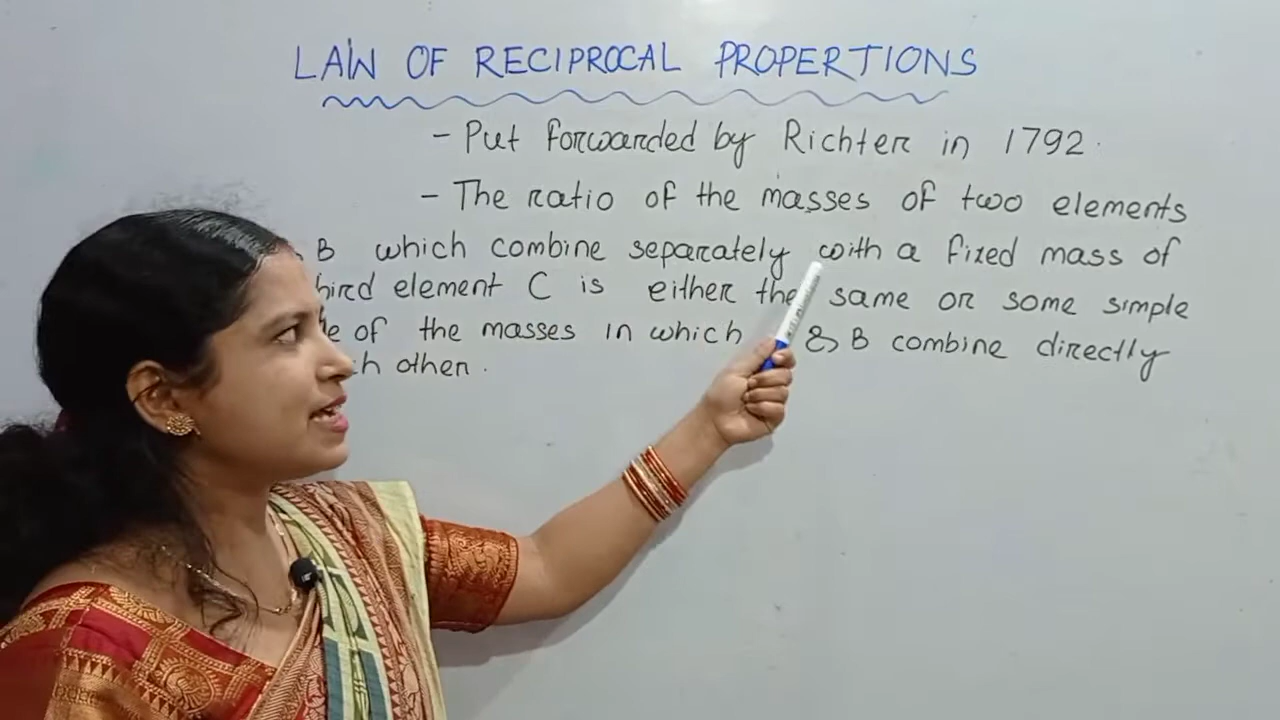 LAW OF RECIPROCAL PROPERTIONS
- Put forwarded by Richter in 1792.
- The ratio of the masses of two elements
B which combine separately with a fixed mass of
element C is either the same or some simple
of the masses in which & B combine directly
other.